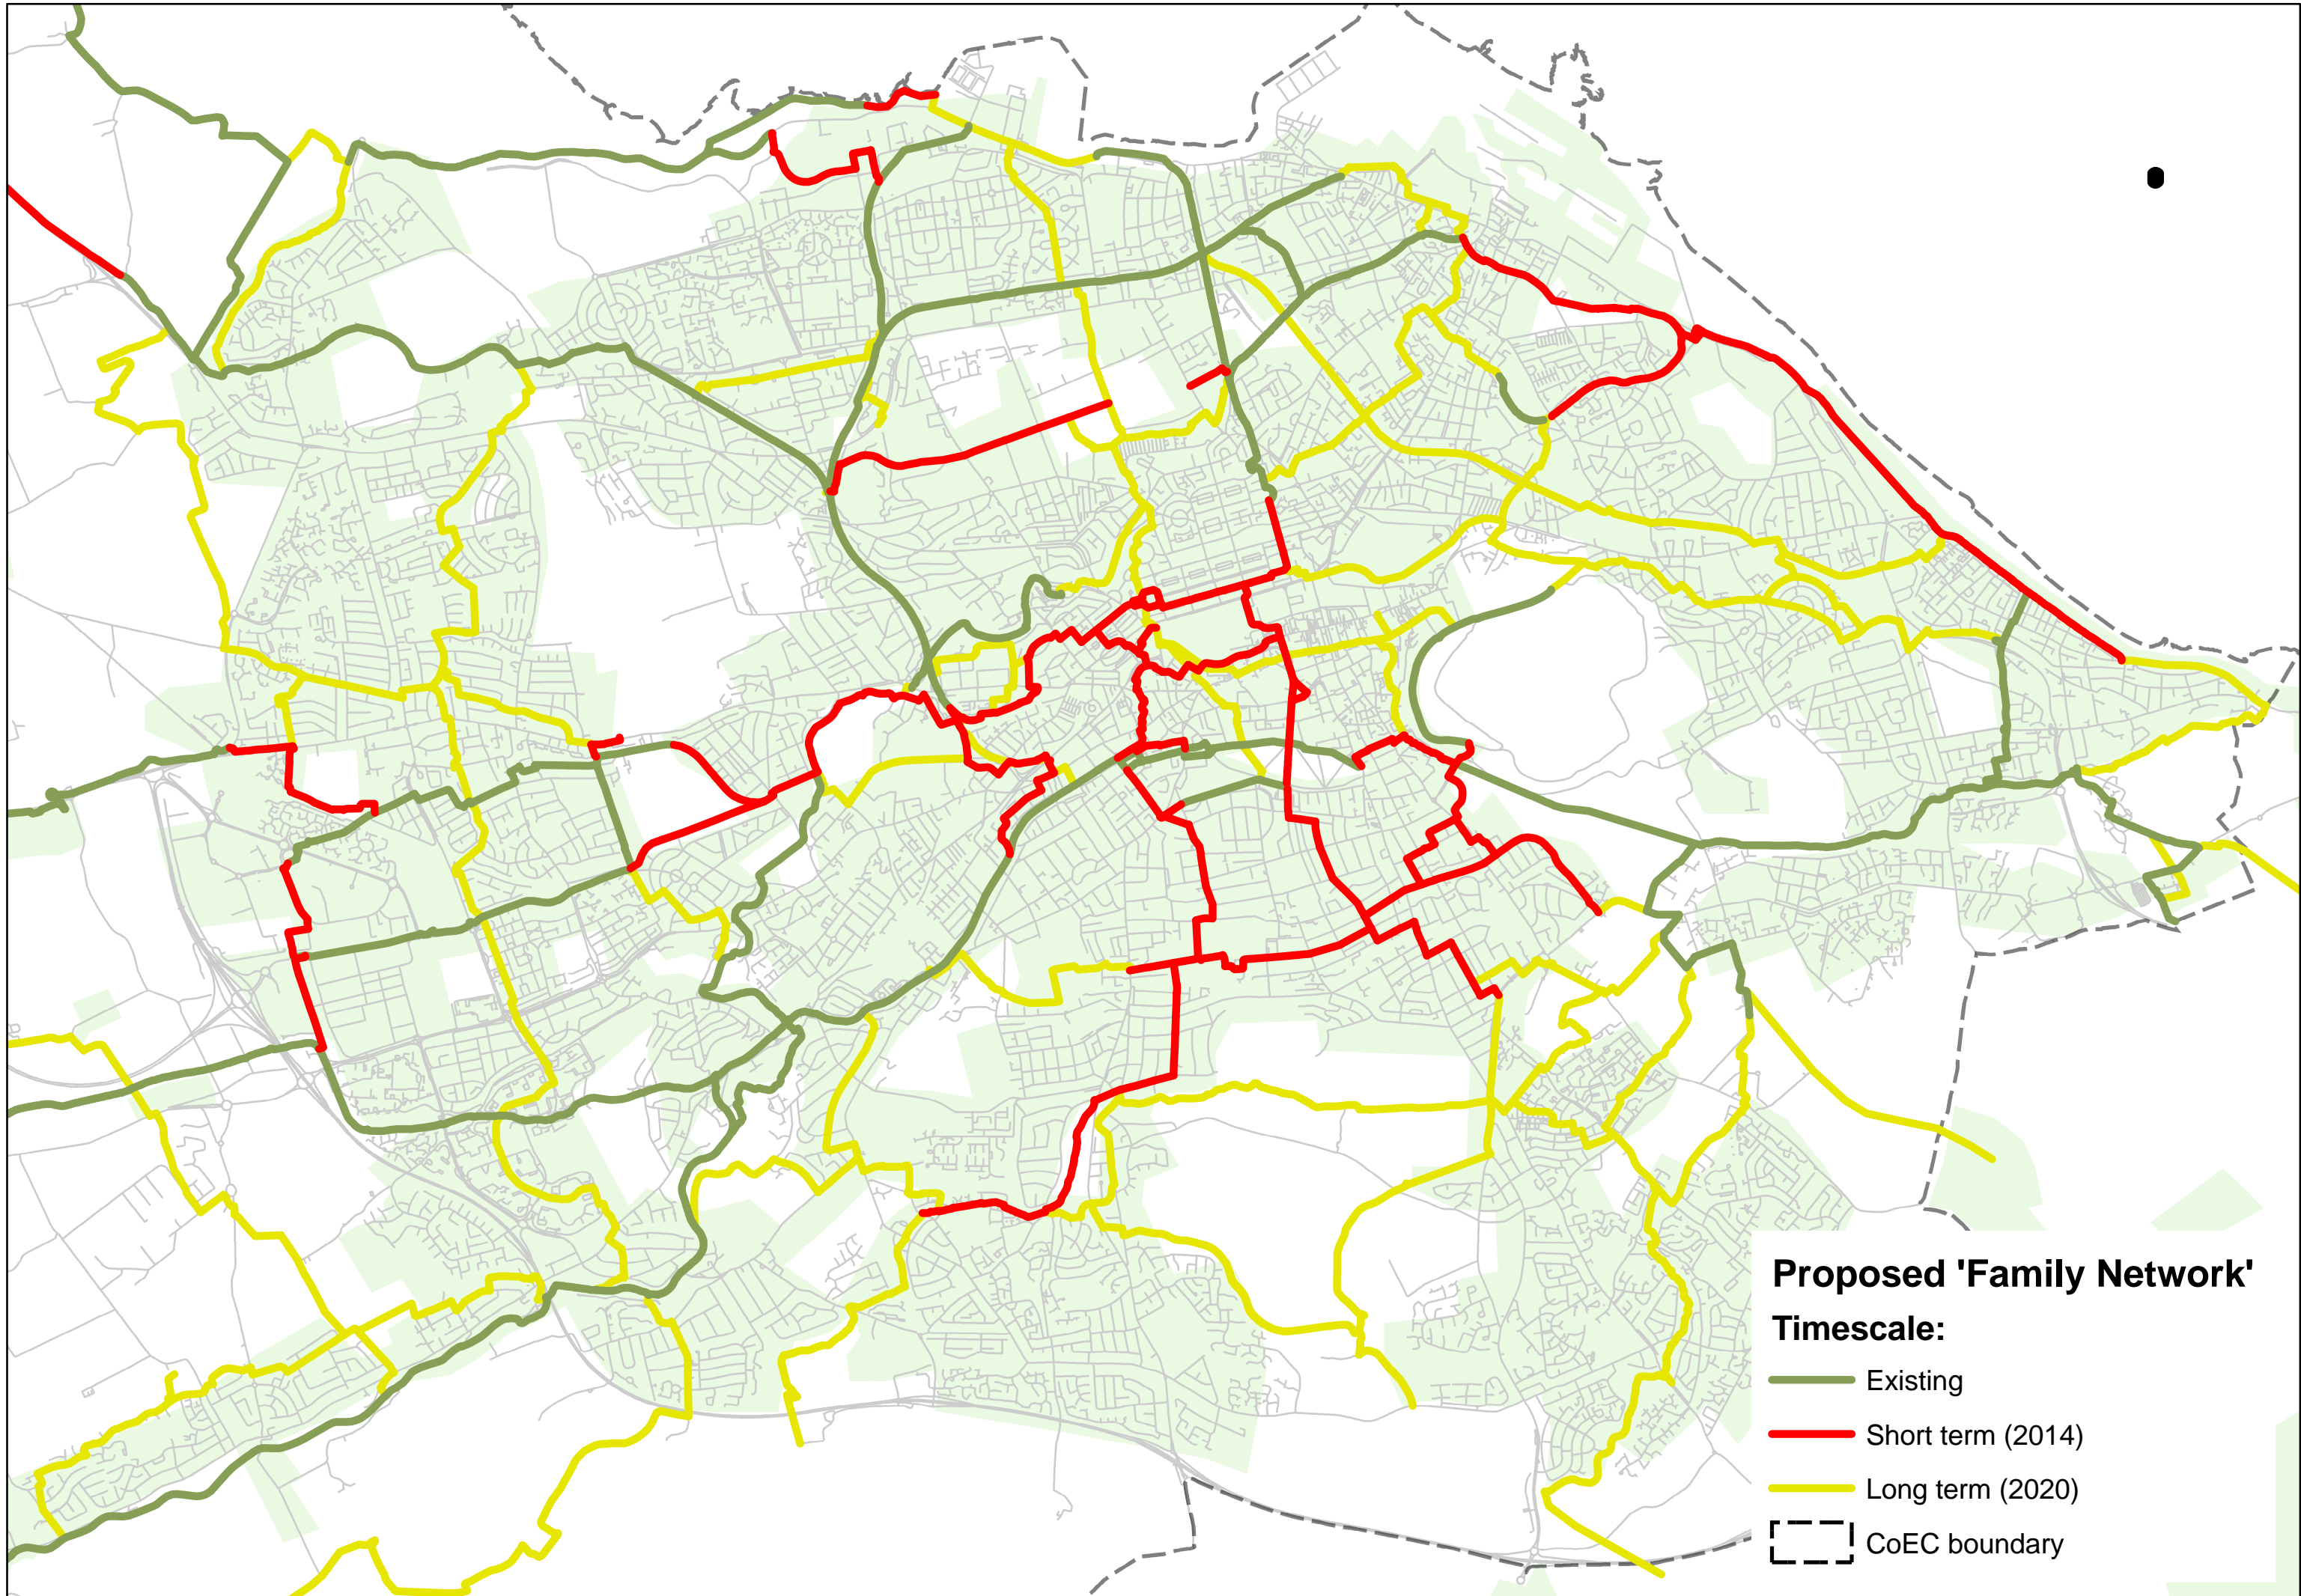 Proposed 'Family Network'
Timescale:
Existing
Short term (2014)
Long term (2020)
CoEC boundary